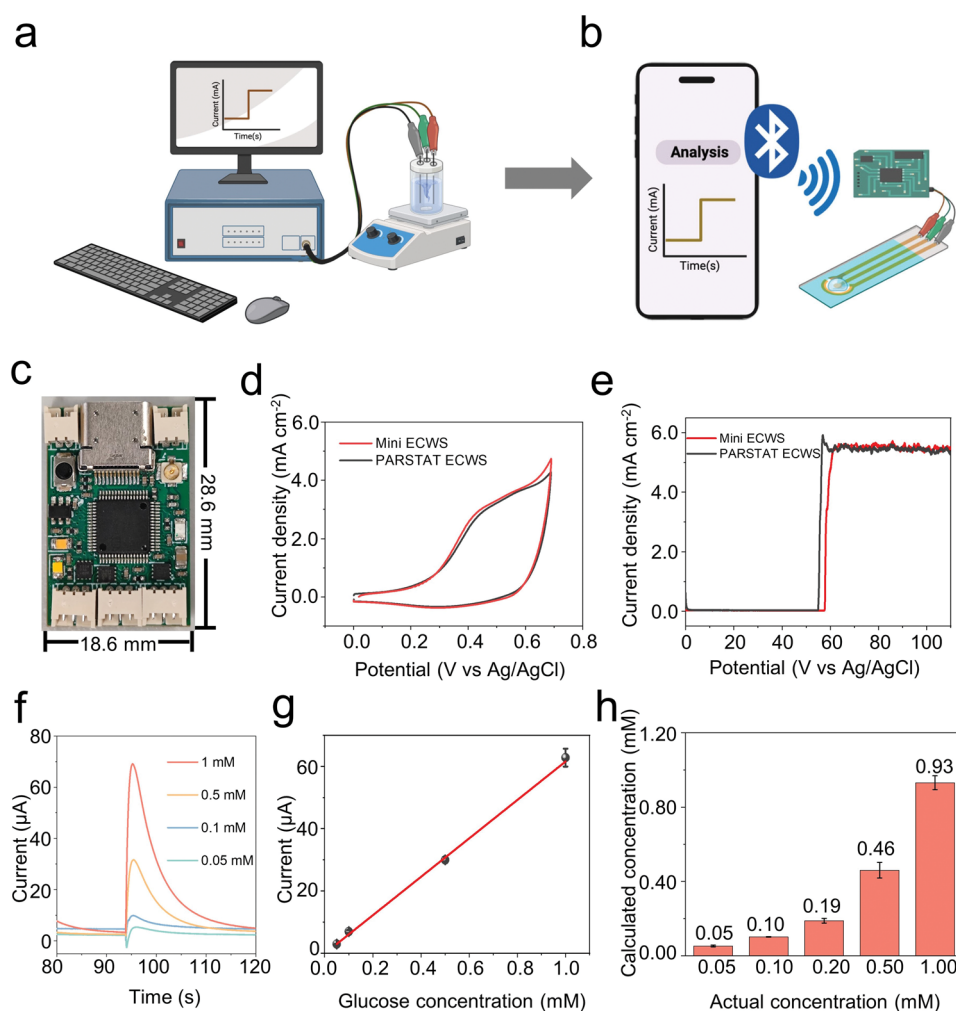 a
Current (mA)
Time(s)
b
Analysis
Current (mA)
Time(s)
c
28.6 mm
18.6 mm
d
Current density (mA cm-2)
6.0
4.0
2.0
0.0
Mini ECWS
PARSTAT ECWS
0.0 0.2 0.4 0.6 0.8
Potential (V vs Ag/AgCl)
e
Current density (mA cm-2)
6.0
4.0
2.0
0.0
Mini ECWS
PARSTAT ECWS
0 20 40 60 80 100
Potential (V vs Ag/AgCl)
f
Current (μA)
80
60
40
20
0
1 mM
0.5 mM
0.1 mM
0.05 mM
80 90 100 110 120
Time (s)
g
Current (μA)
60
40
20
0
0.0 0.2 0.4 0.6 0.8 1.0
Glucose concentration (mM)
h
Calculated concentration (mM)
1.20
0.80
0.40
0.00
0.05 0.10 0.19 0.46 0.93
0.05 0.10 0.20 0.50 1.00
Actual concentration (mM)